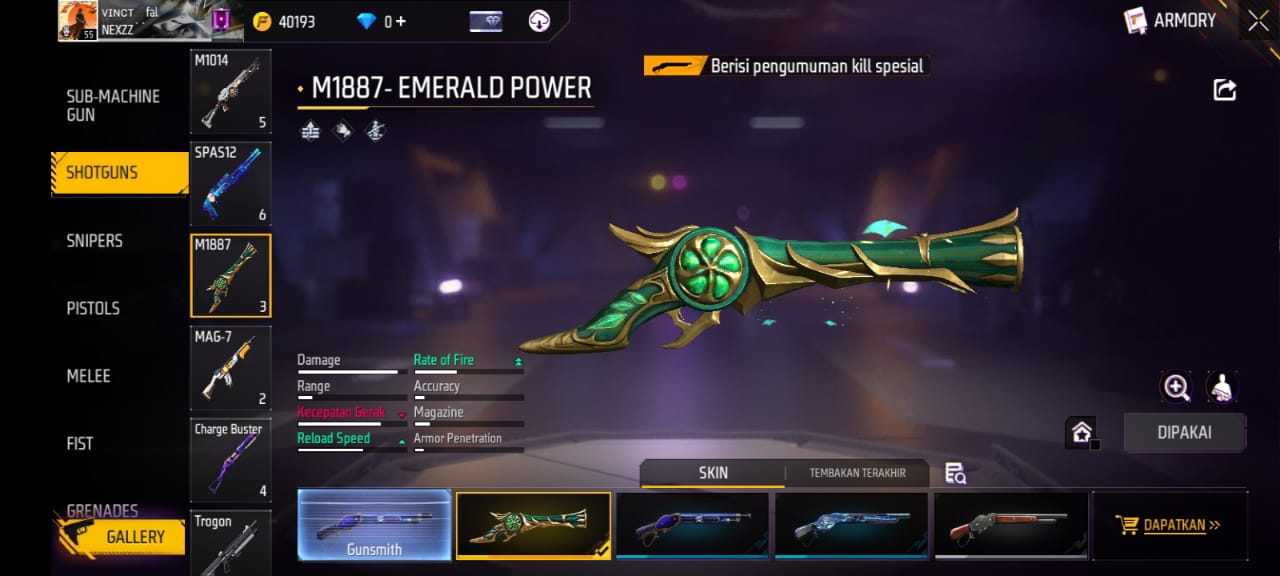 VINCT fal
NEXZZ
55
40193
0 +
ARMORY
SUB-MACHINE
GUN
SHOTGUNS
SNIPERS
PISTOLS
MELEE
FIST
GRENADES
GALLERY
M1014
5
SPAS12
6
M1887
3
MAG-7
2
Charge Buster
4
Trogon
M1887- EMERALD POWER
Berisi pengumuman kill spesial
Damage
Rate of Fire
Range
Accuracy
Kecepatan Gerak
Magazine
Reload Speed
Armor Penetration
DIPAKAI
SKIN
TEMBAKAN TERAKHIR
Gunsmith
DAPATKAN >>